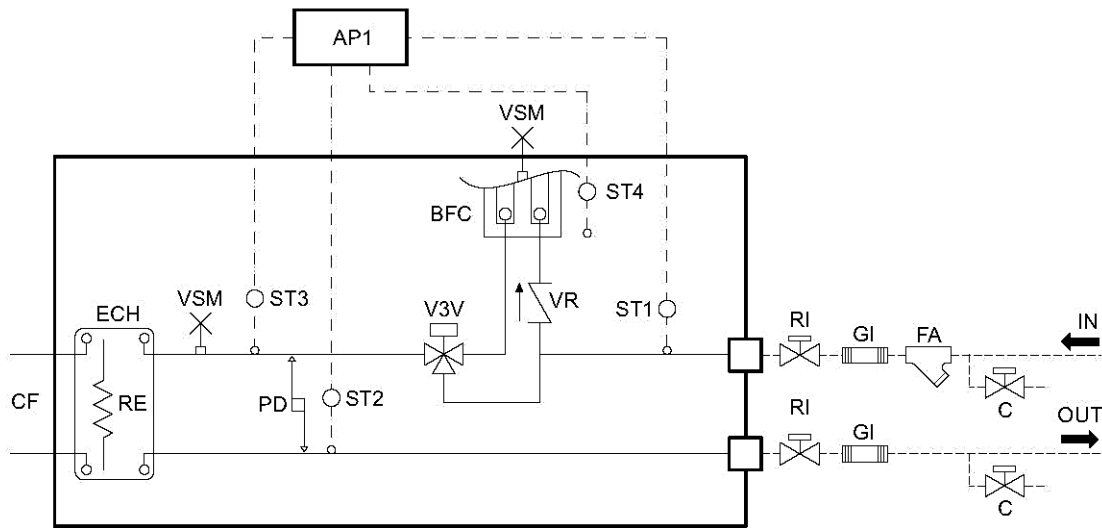 AP1
VSM
ST4
BFC
VSM
ST3
V3V
VR
ST1
ECH
RI
GI
FA
IN
CF
RE
PD
ST2
C
RI
GI
OUT
C